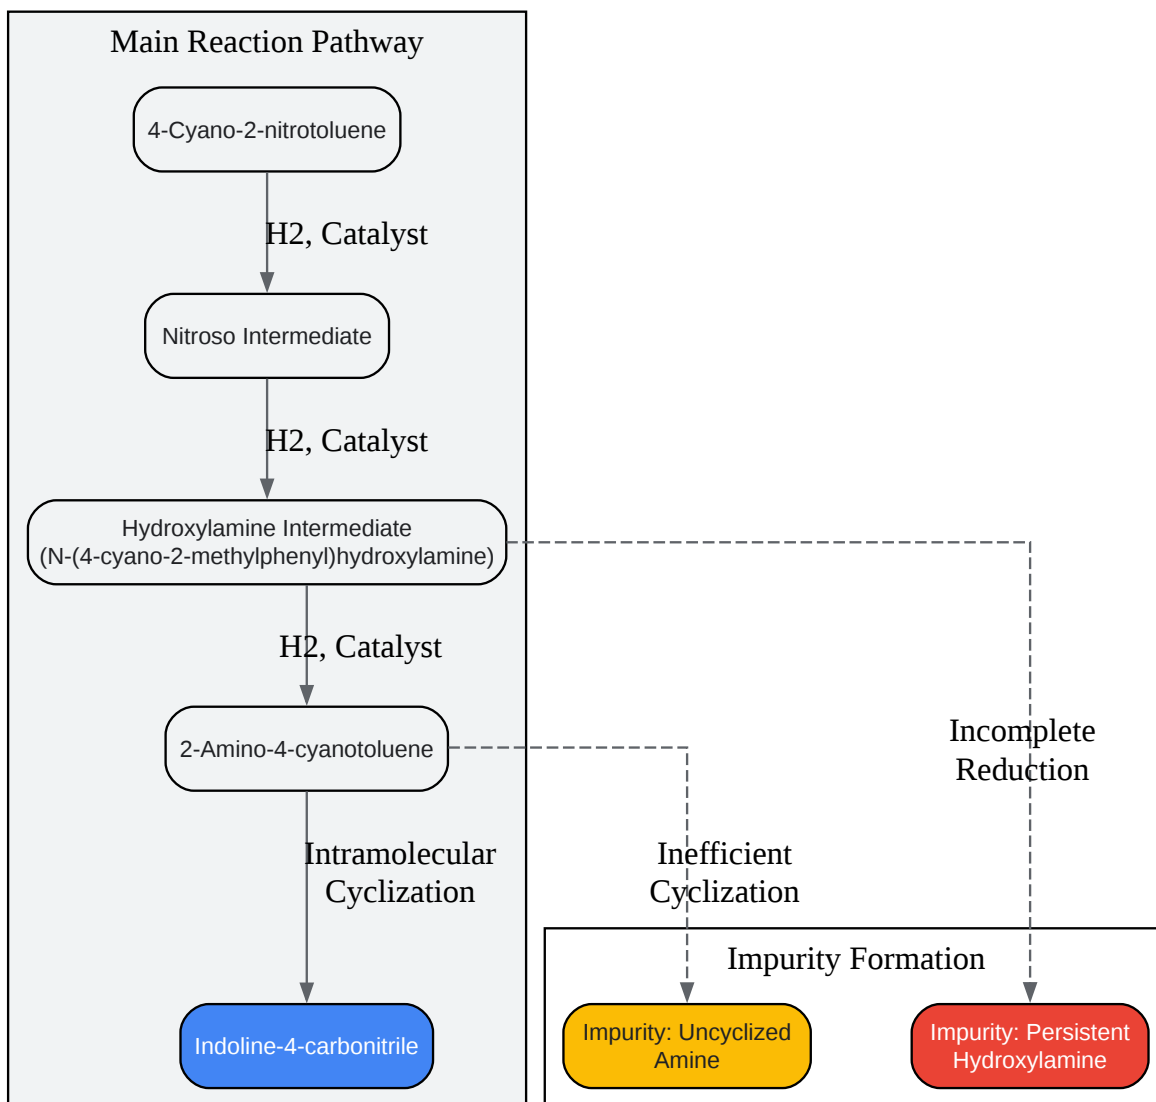 Main Reaction Pathway
4-Cyano-2-nitrotoluene
H2, Catalyst
Nitroso Intermediate
H2, Catalyst
Hydroxylamine Intermediate
(N-(4-cyano-2-methylphenyl)hydroxylamine)
H2, Catalyst
2-Amino-4-cyanotoluene
Incomplete
Reduction
Intramolecular
Cyclization
Inefficient
Cyclization
Impurity Formation
Indoline-4-carbonitrile
Impurity: Uncyclized
Amine
Impurity: Persistent
Hydroxylamine